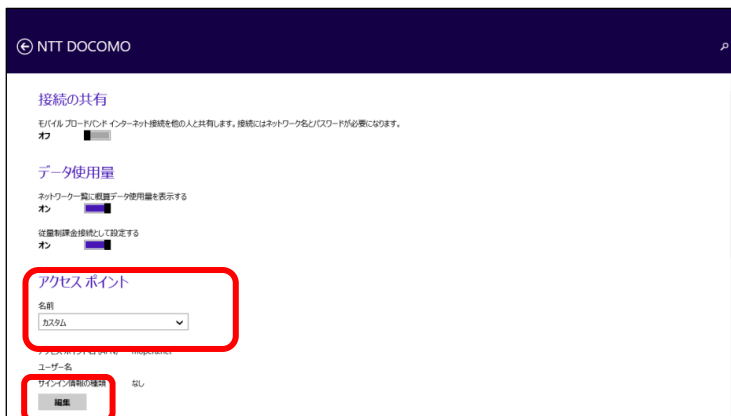 NTT DOCOMO
接続の共有
モバイル ブロードバンド インターネット接続を他の人と共有します。接続にはネットワーク名とパスワードが必要になります。
オフ
データ使用量
ネットワーク一覧に概算データ使用量を表示する
オン
従量制課金接続として設定する
オン
アクセス ポイント
名前
カスタム
ユーザー名
サインイン情報の種類 なし
編集